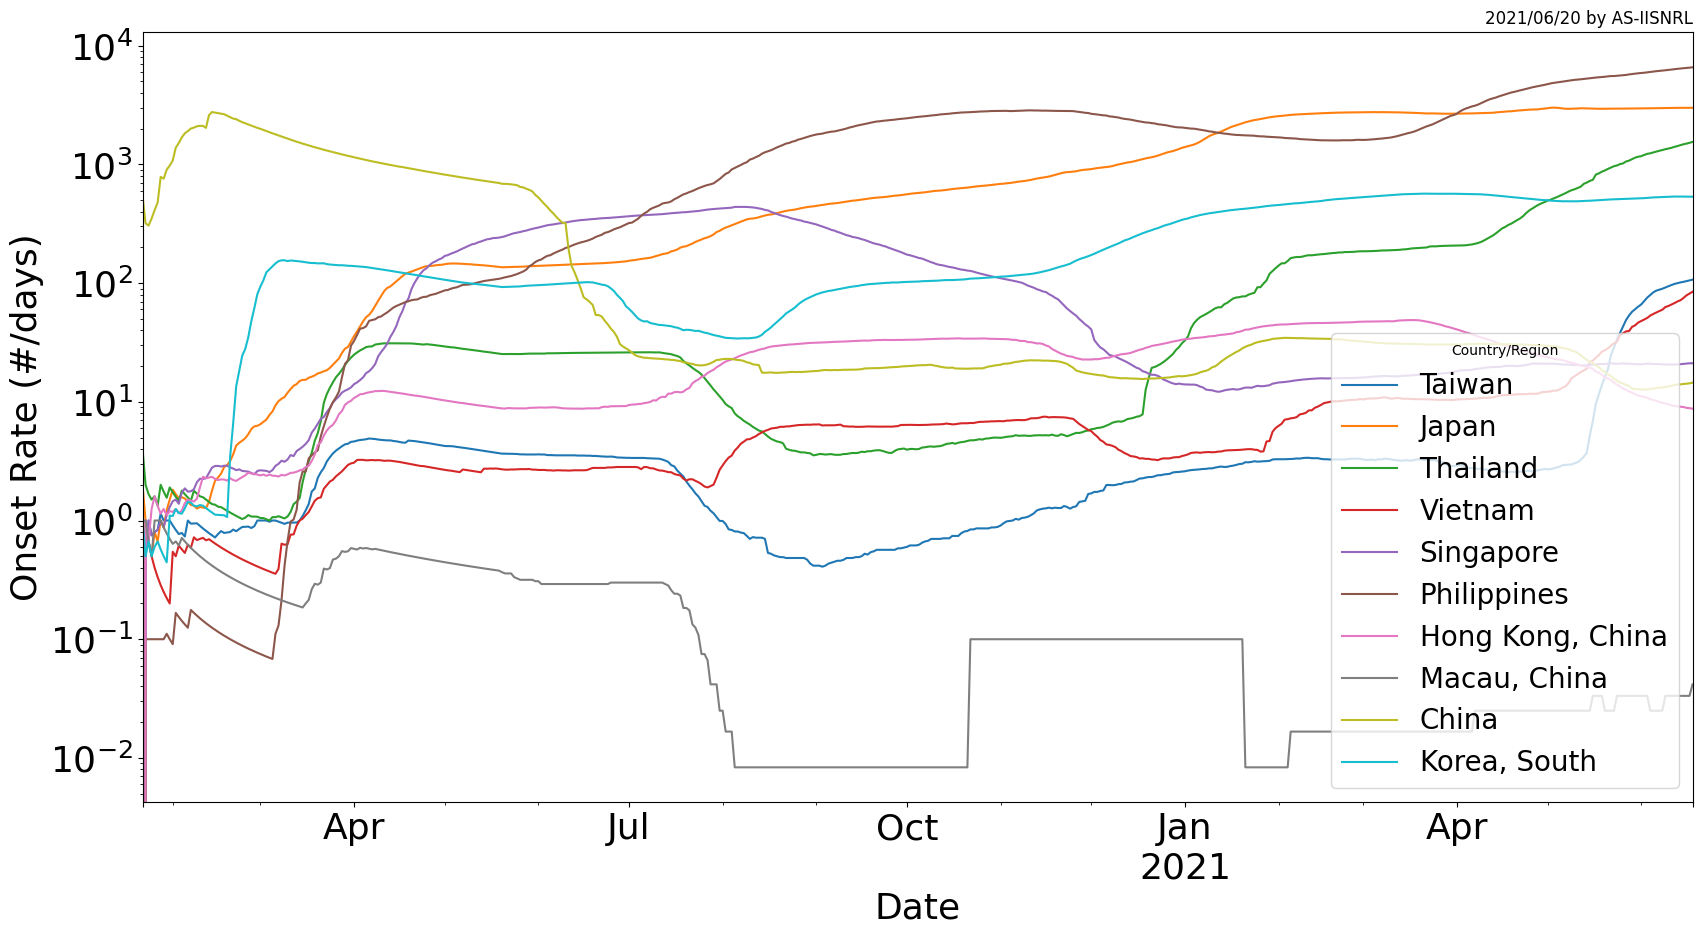 2021/06/20 by AS-IISNRL
Onset Rate (#/days)
10^4
10^3
10^2
10^1
10^0
10^−1
10^−2
Country/Region
Taiwan
Japan
Thailand
Vietnam
Singapore
Philippines
Hong Kong, China
Macau, China
China
Korea, South
Apr Jul Oct Jan Apr
2021
Date